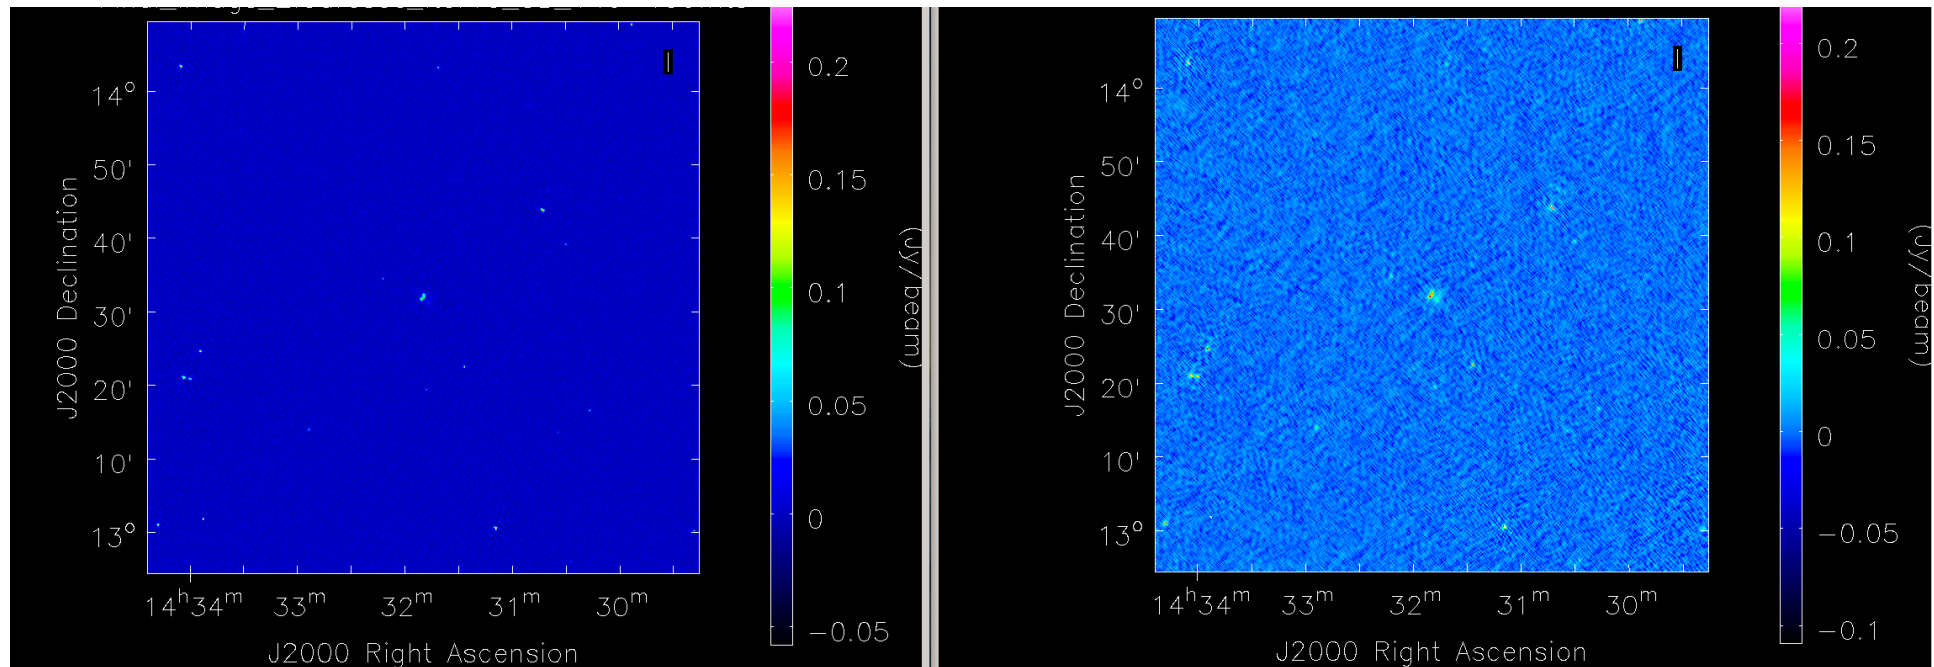 0.2
14°
50'
0.15
40'
30'
0.1
20'
0.05
10'
0
13°
-0.05
14ʰ34ᵐ
33ᵐ
32ᵐ
31ᵐ
30ᵐ
J2000 Right Ascension
J2000 Declination
(Jy/beam)
0.2
14°
0.15
50'
40'
0.1
30'
0.05
20'
0
10'
13°
-0.05
-0.1
14ʰ34ᵐ
33ᵐ
32ᵐ
31ᵐ
30ᵐ
J2000 Right Ascension
J2000 Declination
(Jy/beam)